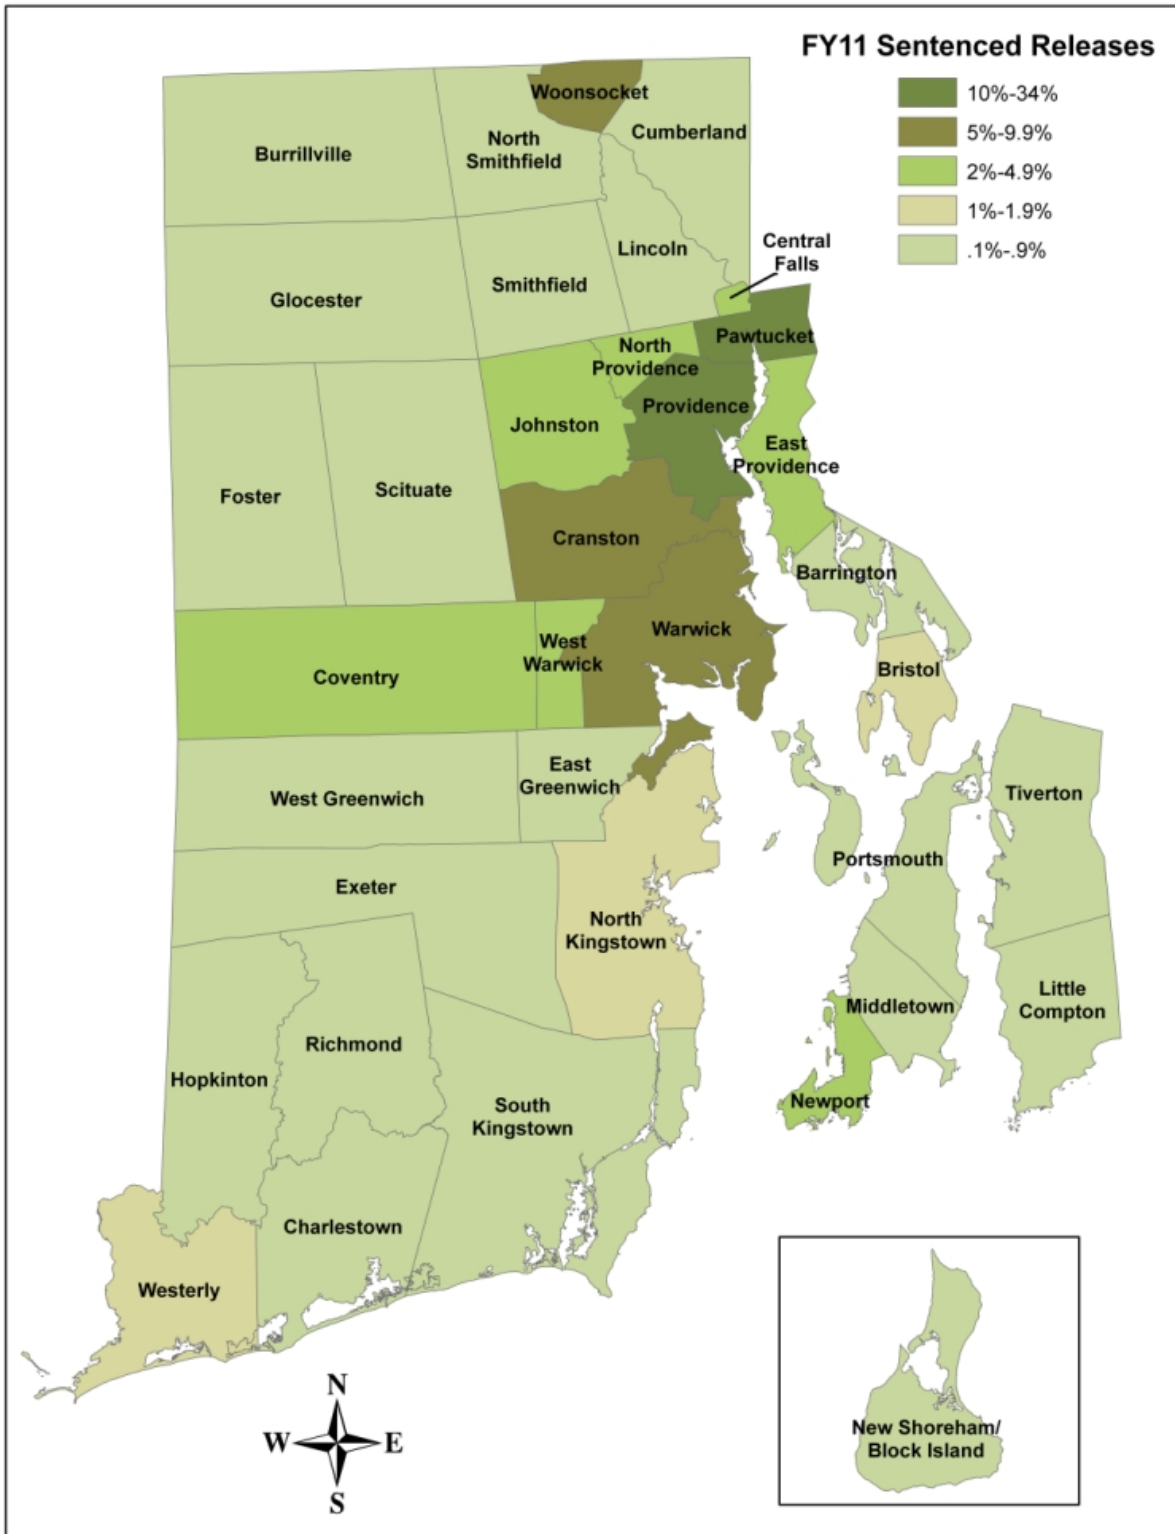 FY11 Sentenced Releases
10%-34%
5%-9.9%
2%-4.9%
1%-1.9%
.1%-.9%
Woonsocket
Cumberland
North
Smithfield
Burrillville
Lincoln
Central
Falls
Smithfield
Glocester
Pawtucket
North
Providence
Providence
Johnston
East
Providence
Foster
Scituate
Cranston
Barrington
Warwick
West
Warwick
Coventry
Bristol
East
Greenwich
West Greenwich
Tiverton
Portsmouth
Exeter
North
Kingstown
Middletown
Little
Compton
Richmond
Hopkinton
South
Kingstown
Newport
Charlestown
Westerly
N
W
E
S
New Shoreham/
Block Island